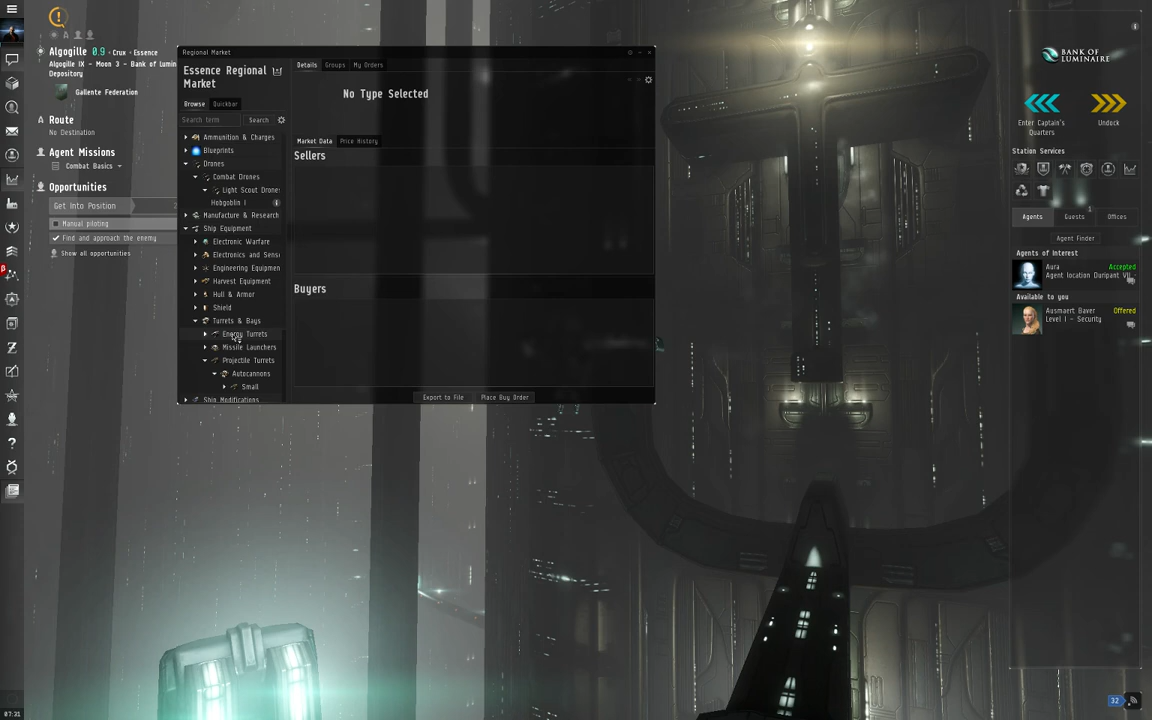 Algogille 0.9 · Crux · Essence
Algogille IX - Moon 3 - Bank of Lumin
Depository
Gallente Federation
Route
No Destination
Agent Missions
Combat Basics
Opportunities
Get Into Position
2
Manual piloting
Find and approach the enemy
Show all opportunities
β
?
07:31
Regional Market
Essence Regional
Market
Browse
Quickbar
Search term
Search
Ammunition & Charges
Blueprints
Drones
Combat Drones
Light Scout Drones
Hobgoblin I
Manufacture & Research
Ship Equipment
Electronic Warfare
Electronics and Sens
Engineering Equipmen
Harvest Equipment
Hull & Armor
Shield
Turrets & Bays
Energy Turrets
Missile Launchers
Projectile Turrets
Autocannons
Small
Ship Modifications
Details
Groups
My Orders
No Type Selected
Market Data
Price History
Sellers
Buyers
Export to File
Place Buy Order
BANK OF
LUMINAIRE
Enter Captain's
Quarters
Undock
Station Services
Agents
Guests
1
Offices
Agent Finder
Agents of Interest
Aura
Accepted
Agent location Duripant VII -
Available to you
Ausmaert Baver
Offered
Level I - Security
32